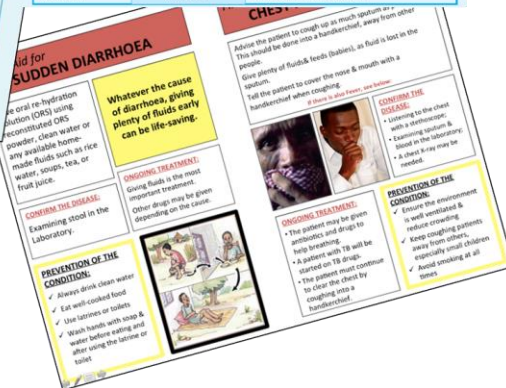 Aid for
SUDDEN DIARRHOEA
oral re-hydration
(ORS) using
reconstituted ORS
powder, clean water or
any available home-
made fluids such as rice
water, soups, tea, or
fruit juice.
Whatever the cause
of diarrhoea, giving
plenty of fluids early
can be life-saving.
CONFIRM THE DISEASE:
Examining stool in the
Laboratory.
ONGOING TREATMENT:
Giving fluids is the most
important treatment.
Other drugs may be given
depending on the cause.
PREVENTION OF THE
CONDITION:
✓ Always drink clean water
✓ Eat well-cooked food
✓ Use latrines or toilets
✓ Wash hands with soap &
water before eating and
after using the latrine or
toilet
CHEST
Advise the patient to cough up as much sputum as
This should be done into a handkerchief, away from other
people.
Give plenty of fluids& feeds (babies), as fluid is lost in the
sputum.
Tell the patient to cover the nose & mouth with a
handkerchief when coughing
If there is also Fever, see below
CONFIRM THE
DISEASE:
• Listening to the chest
with a stethoscope;
• Examining sputum &
blood in the laboratory;
• A chest X-ray may be
needed.
ONGOING TREATMENT:
• The patient may be given
antibiotics and drugs to
help breathing.
• A patient with TB will be
started on TB drugs.
• The patient must continue
to clear the chest by
coughing into a
handkerchief.
PREVENTION OF THE
CONDITION:
✓ Ensure the environment
is well ventilated &
reduce crowding
✓ Keep coughing patients
away from others,
especially small children
✓ Avoid smoking at all
times